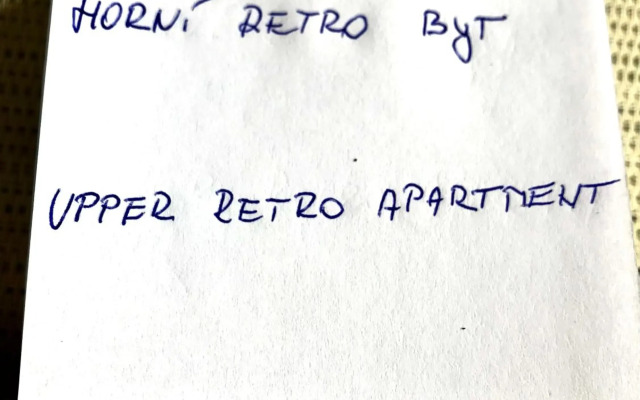 HORNÍ RETRO BYT
UPPER RETRO APARTMENT